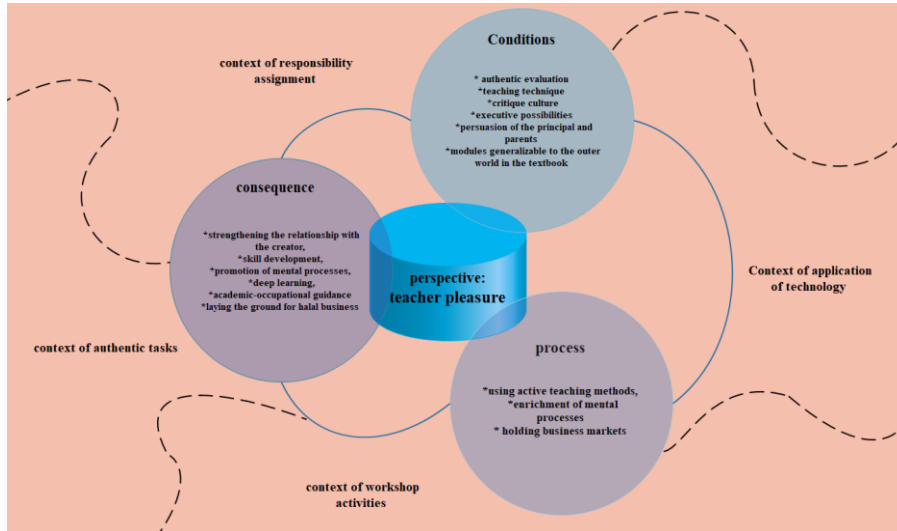 Conditions
* authentic evaluation
*teaching technique
*critique culture
*executive possibilities
*persuasion of the principal and
parents
*modules generalizable to the outer
world in the textbook
context of responsibility
assignment
consequence
*strengthening the relationship with
the creator,
*skill development,
*promotion of mental processes,
*deep learning,
*academic-occupational guidance
*laying the ground for halal business
perspective:
teacher pleasure
Context of application
of technology
context of authentic tasks
process
*using active teaching methods,
*enrichment of mental
processes
* holding business markets
context of workshop
activities